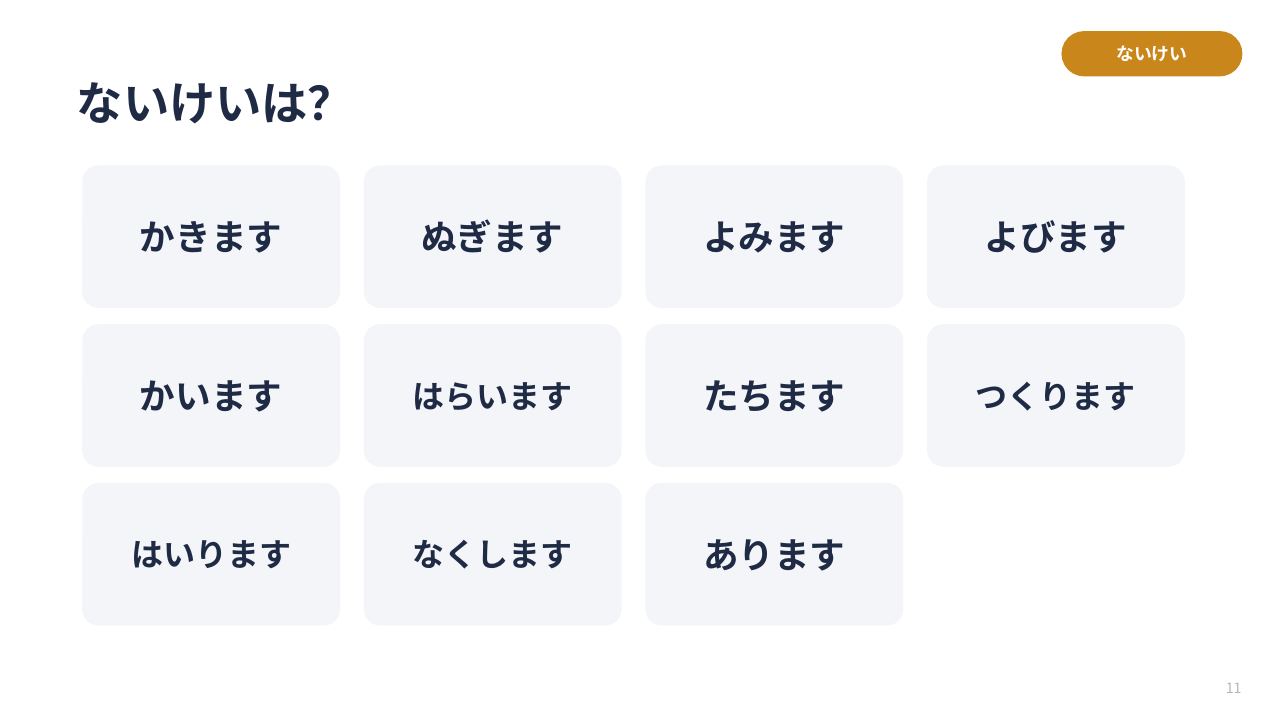 ないけい
ないけいは?
かきます
ぬぎます
よみます
よびます
かいます
はらいます
たちます
つくります
はいります
なくします
あります
11